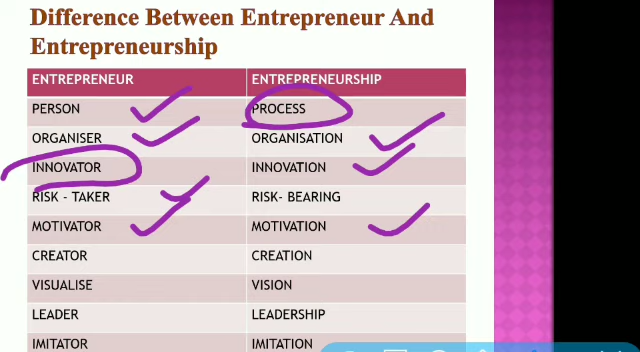 Difference Between Entrepreneur And
Entrepreneurship
ENTREPRENEUR ENTREPRENEURSHIP
PERSON PROCESS
ORGANISER ORGANISATION
INNOVATOR INNOVATION
RISK - TAKER RISK- BEARING
MOTIVATOR MOTIVATION
CREATOR CREATION
VISUALISE VISION
LEADER LEADERSHIP
IMITATOR IMITATION